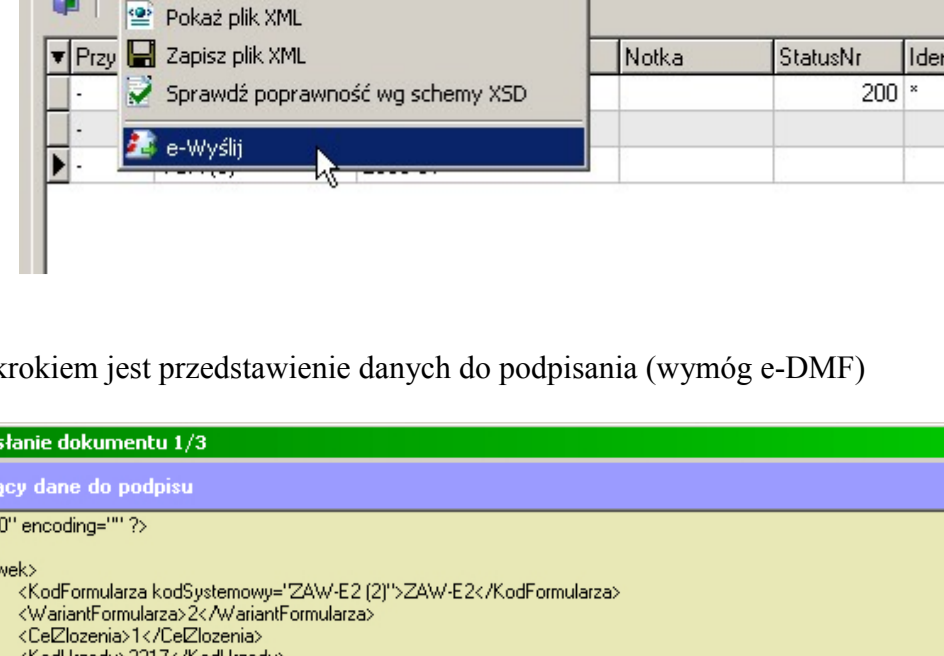 Pokaż plik XML
Przy Zapisz plik XML Notka StatusNr Iden
Sprawdź poprawność wg schemy XSD 200 *
-
- e-Wyślij
-
krokiem jest przedstawienie danych do podpisania (wymóg e-DMF)
słanie dokumentu 1/3
ący dane do podpisu
0" encoding="" ?>
wek>
<KodFormularza kodSystemowy="ZAW-E2 (2)">ZAW-E2</KodFormularza>
<WariantFormularza>2</WariantFormularza>
<CelZlozenia>1</CelZlozenia>